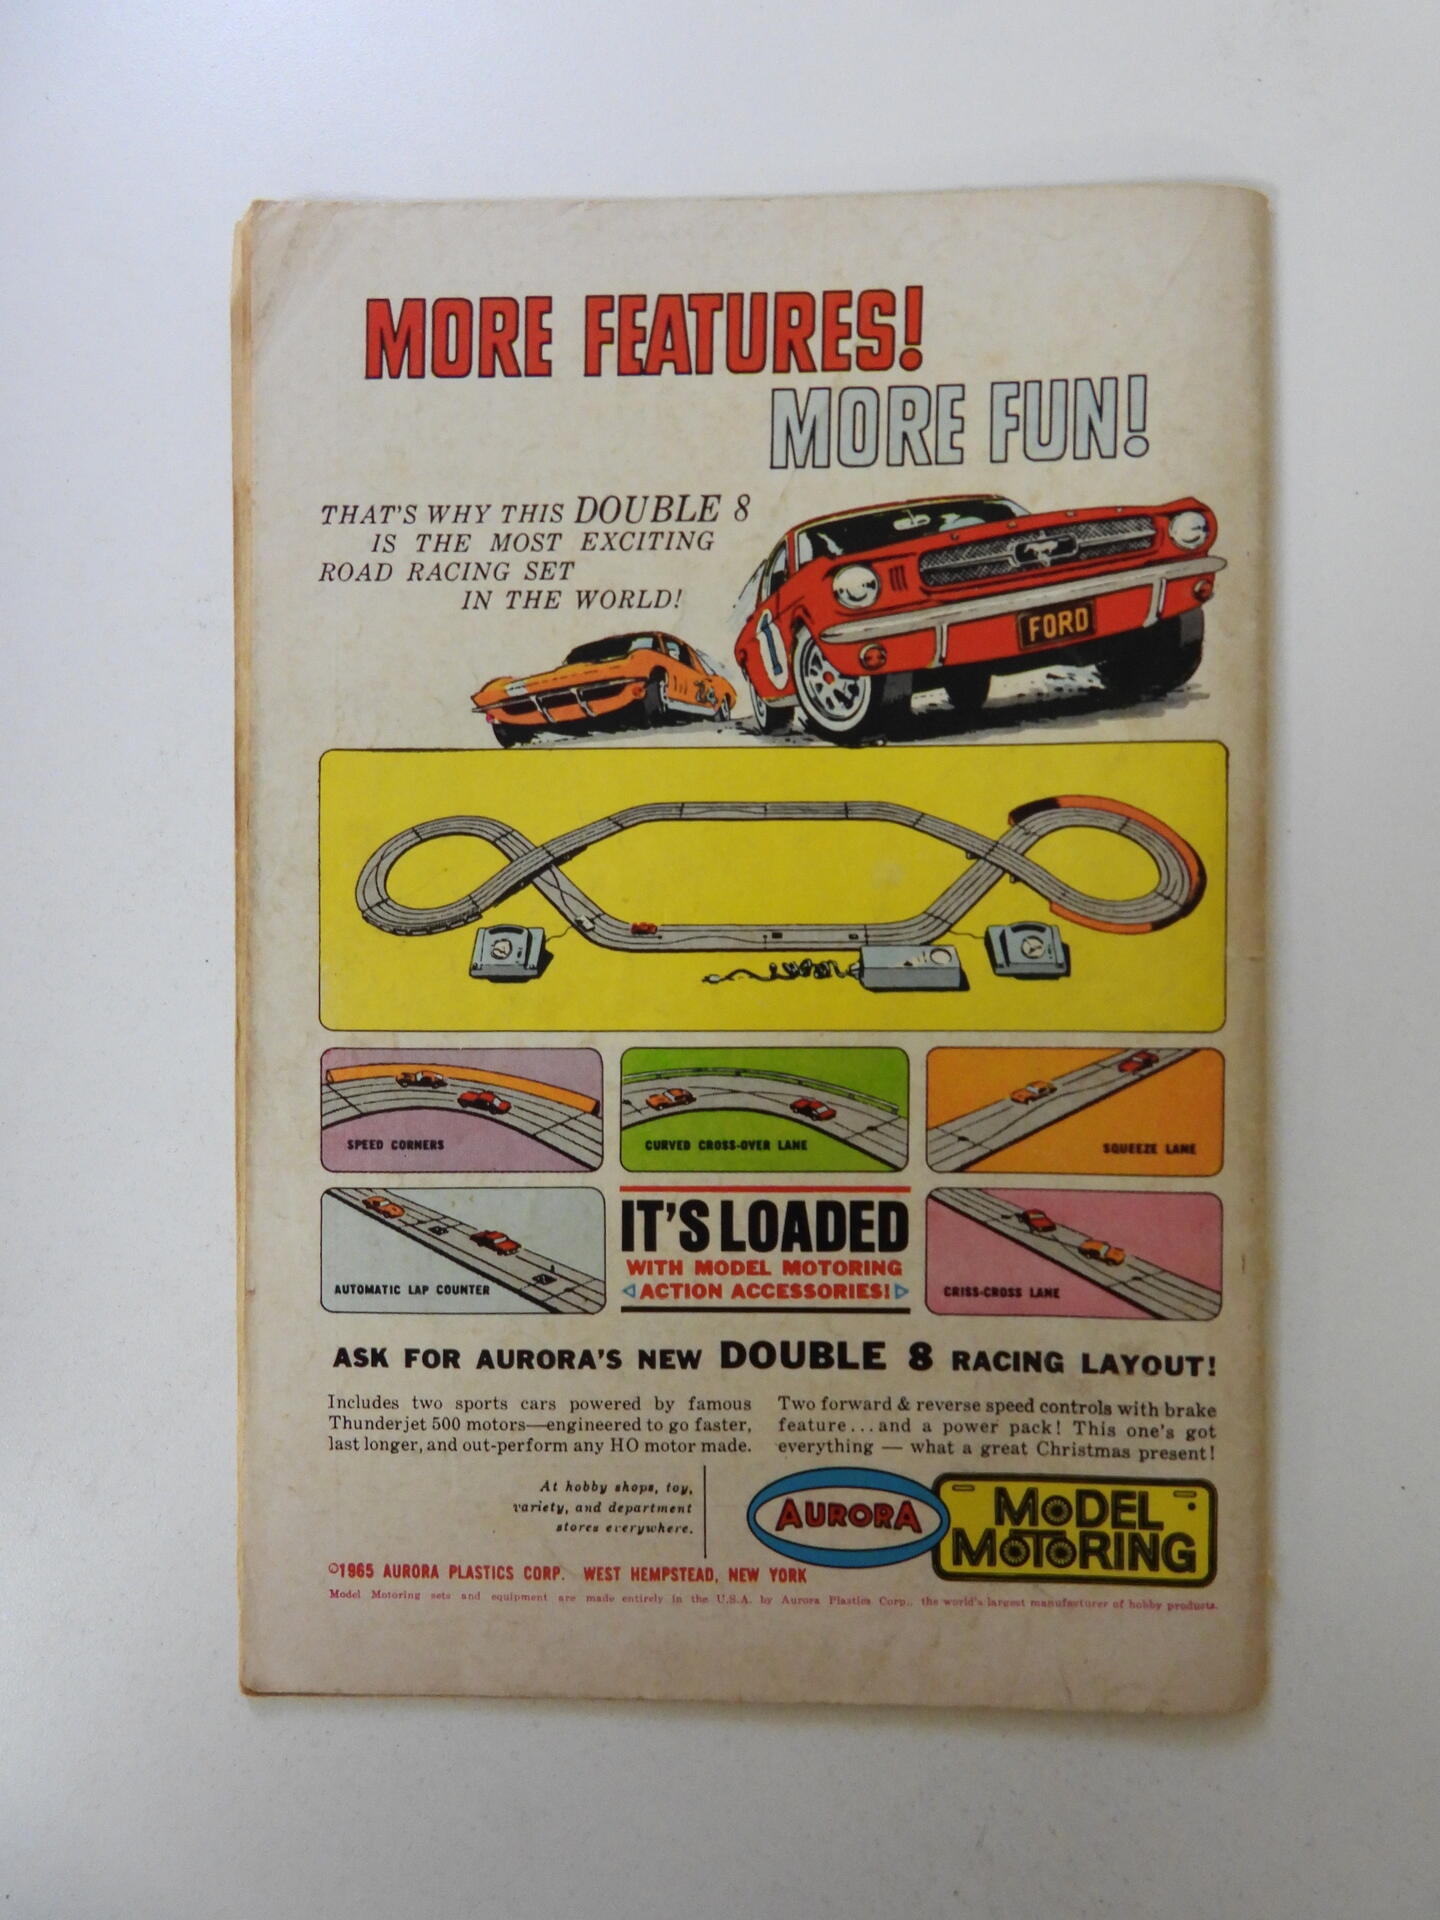 MORE FEATURES!
MORE FUN!
THAT'S WHY THIS DOUBLE 8
IS THE MOST EXCITING
ROAD RACING SET
IN THE WORLD!
FORD
1
SPEED CORNERS
CURVED CROSS-OVER LANE
SQUEEZE LANE
AUTOMATIC LAP COUNTER
IT'S LOADED
WITH MODEL MOTORING
ACTION ACCESSORIES!
CRISS-CROSS LANE
ASK FOR AURORA'S NEW DOUBLE 8 RACING LAYOUT!
Includes two sports cars powered by famous
Thunderjet 500 motors—engineered to go faster,
last longer, and out-perform any HO motor made.
Two forward & reverse speed controls with brake
feature...and a power pack! This one's got
everything — what a great Christmas present!
At hobby shops, toy,
variety, and department
stores everywhere.
AURORA
MODEL
MOTORING
©1965 AURORA PLASTICS CORP. WEST HEMPSTEAD, NEW YORK
Model Motoring sets and equipment are made entirely in the U.S.A. by Aurora Plastics Corp., the world's largest manufacturer of hobby products.